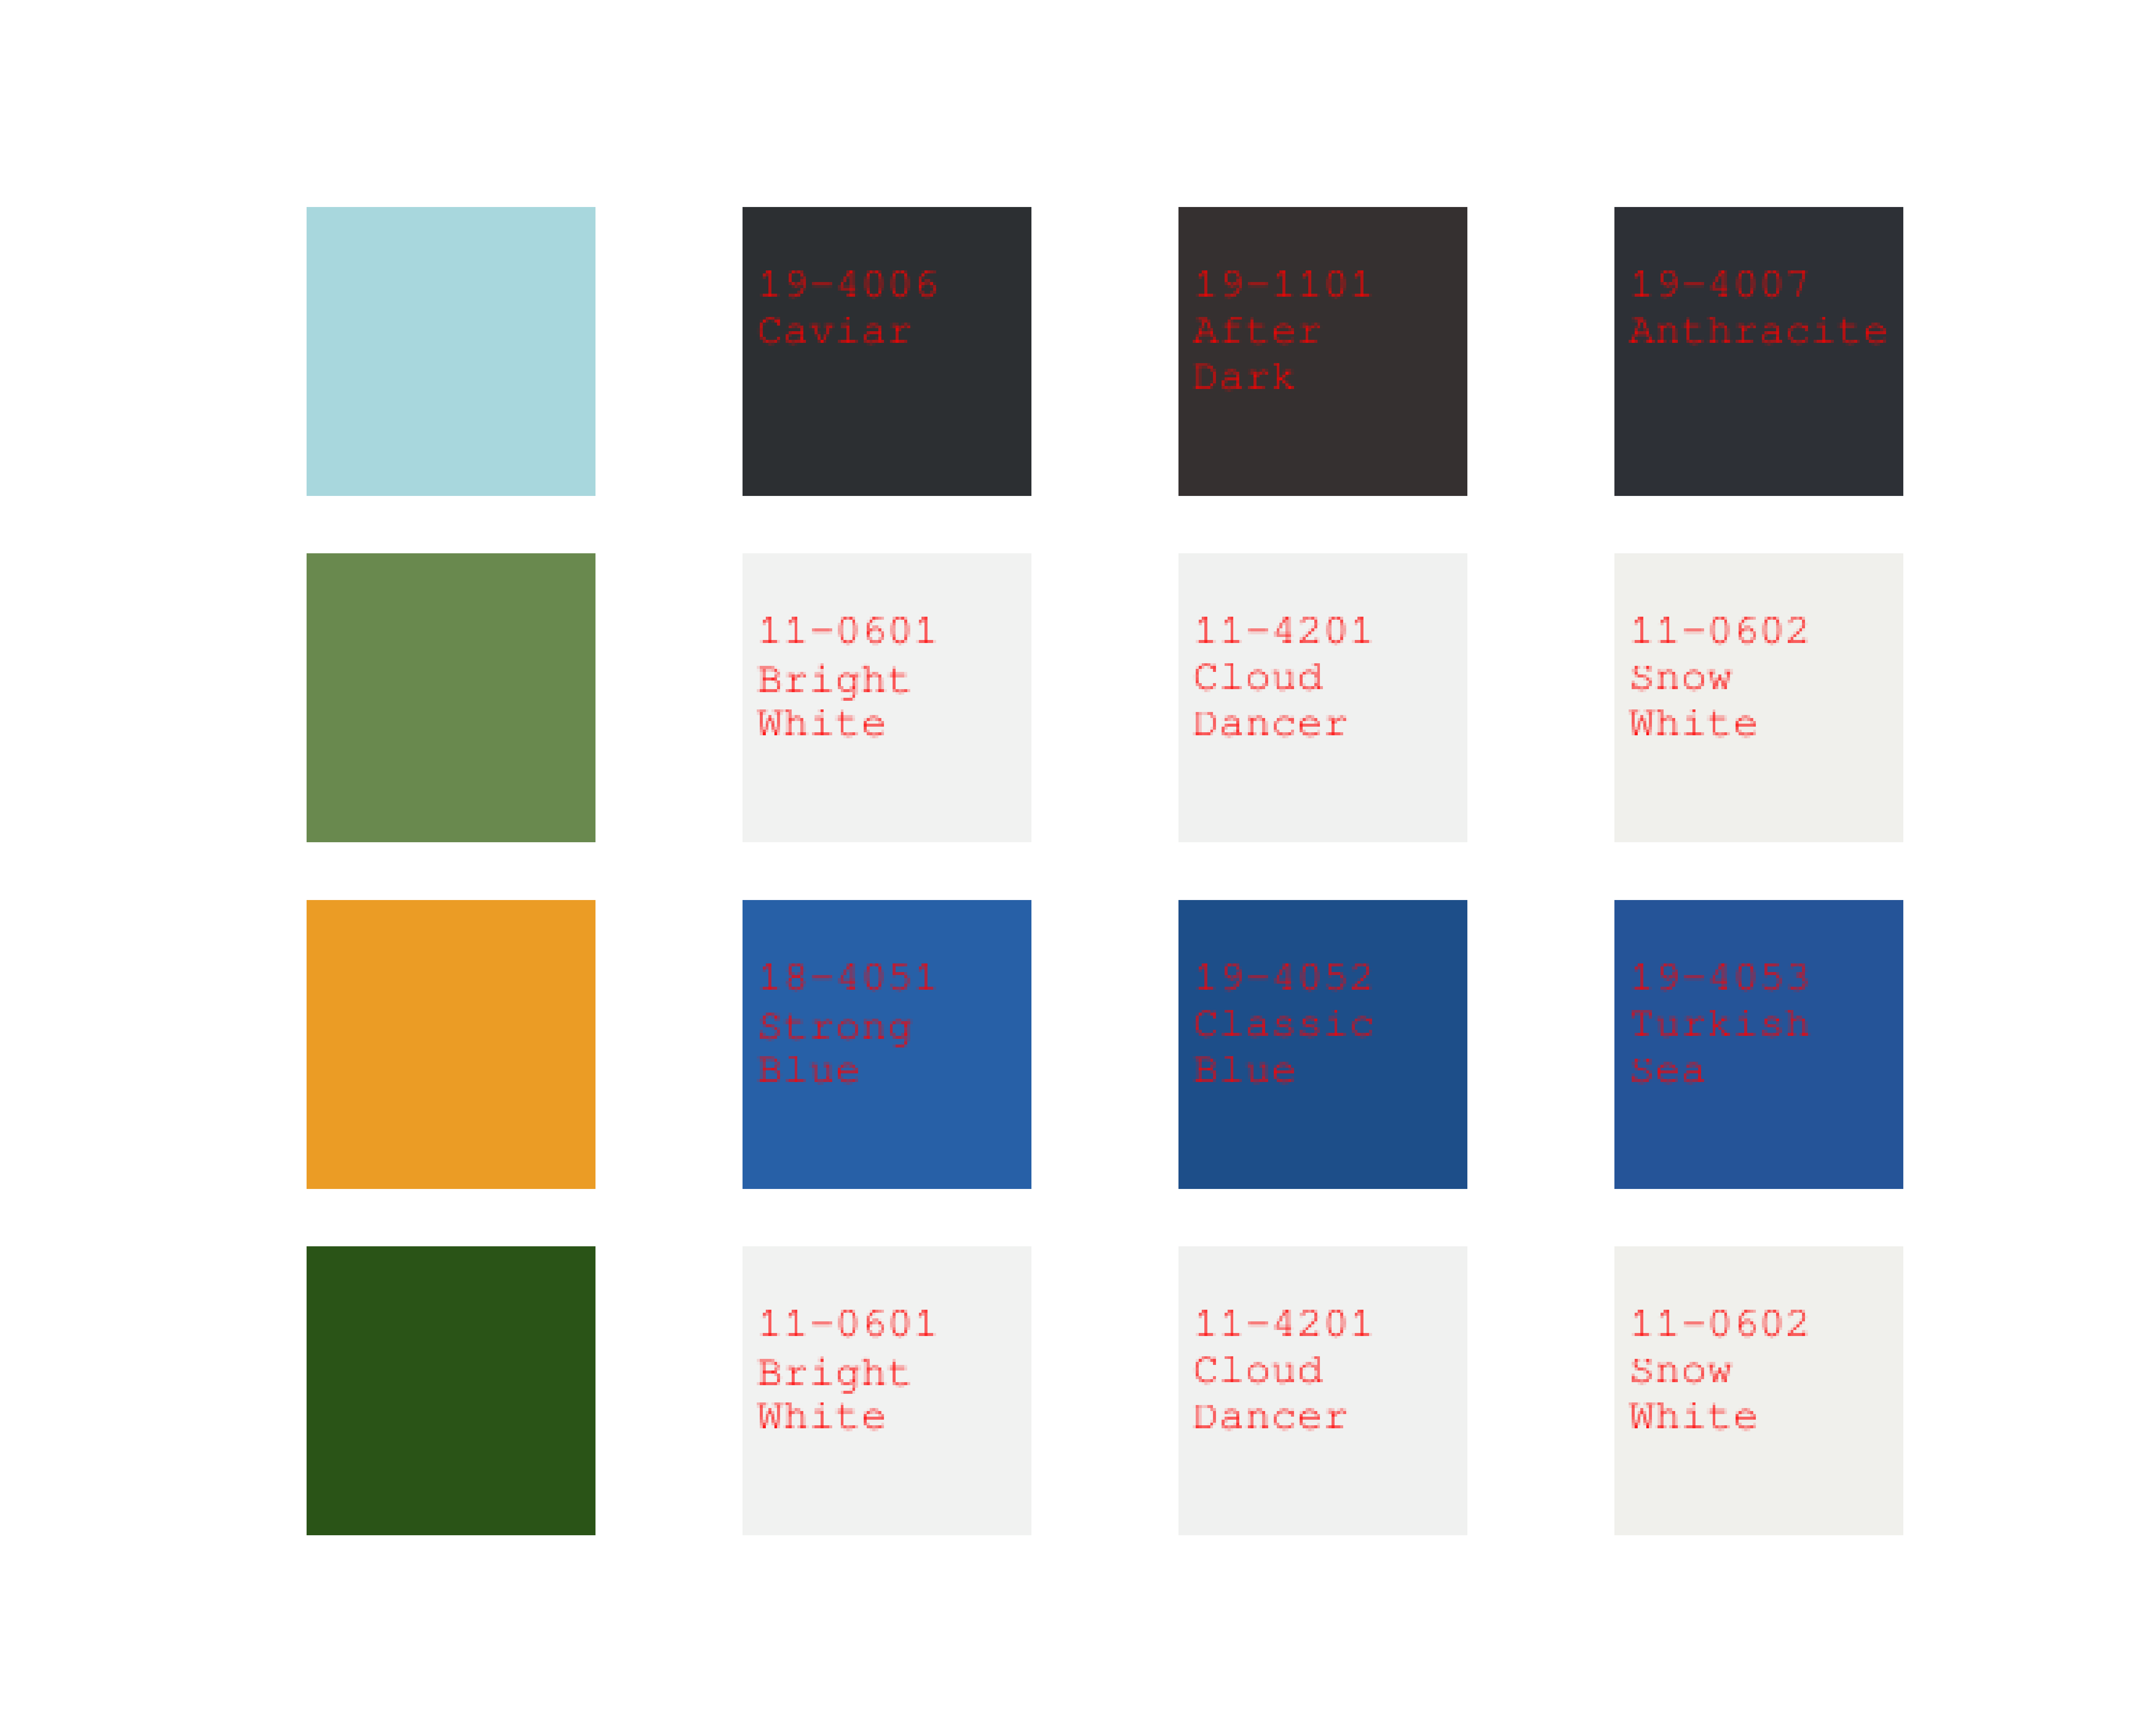 19-4006
Caviar
19-1101
After
Dark
19-4007
Anthracite
11-0601
Bright
White
11-4201
Cloud
Dancer
11-0602
Snow
White
18-4051
Strong
Blue
19-4052
Classic
Blue
19-4053
Turkish
Sea
11-0601
Bright
White
11-4201
Cloud
Dancer
11-0602
Snow
White